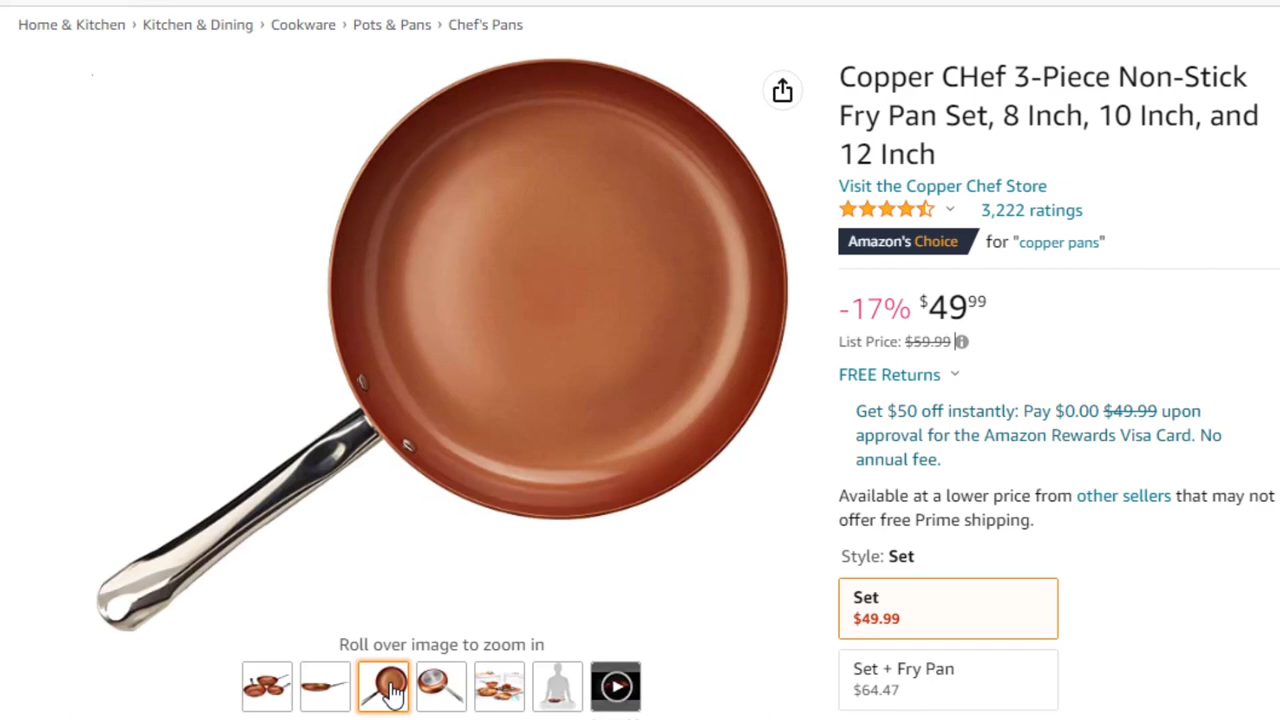 Home & Kitchen › Kitchen & Dining › Cookware › Pots & Pans › Chef's Pans
Copper CHef 3-Piece Non-Stick
Fry Pan Set, 8 Inch, 10 Inch, and
12 Inch
Visit the Copper Chef Store
3,222 ratings
Amazon's Choice for "copper pans"
-17% $49.99
List Price: $59.99
FREE Returns
Get $50 off instantly: Pay $0.00 $49.99 upon
approval for the Amazon Rewards Visa Card. No
annual fee.
Available at a lower price from other sellers that may not
offer free Prime shipping.
Style: Set
Set
$49.99
Set + Fry Pan
$64.47
Roll over image to zoom in